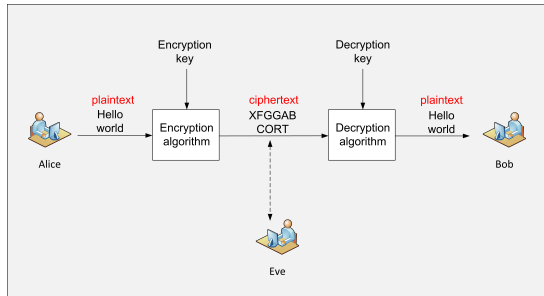 Encryption
key
Decryption
key
plaintext
Hello
world
ciphertext
XFGGAB
CORT
plaintext
Hello
world
Encryption
algorithm
Decryption
algorithm
Alice
Bob
Eve